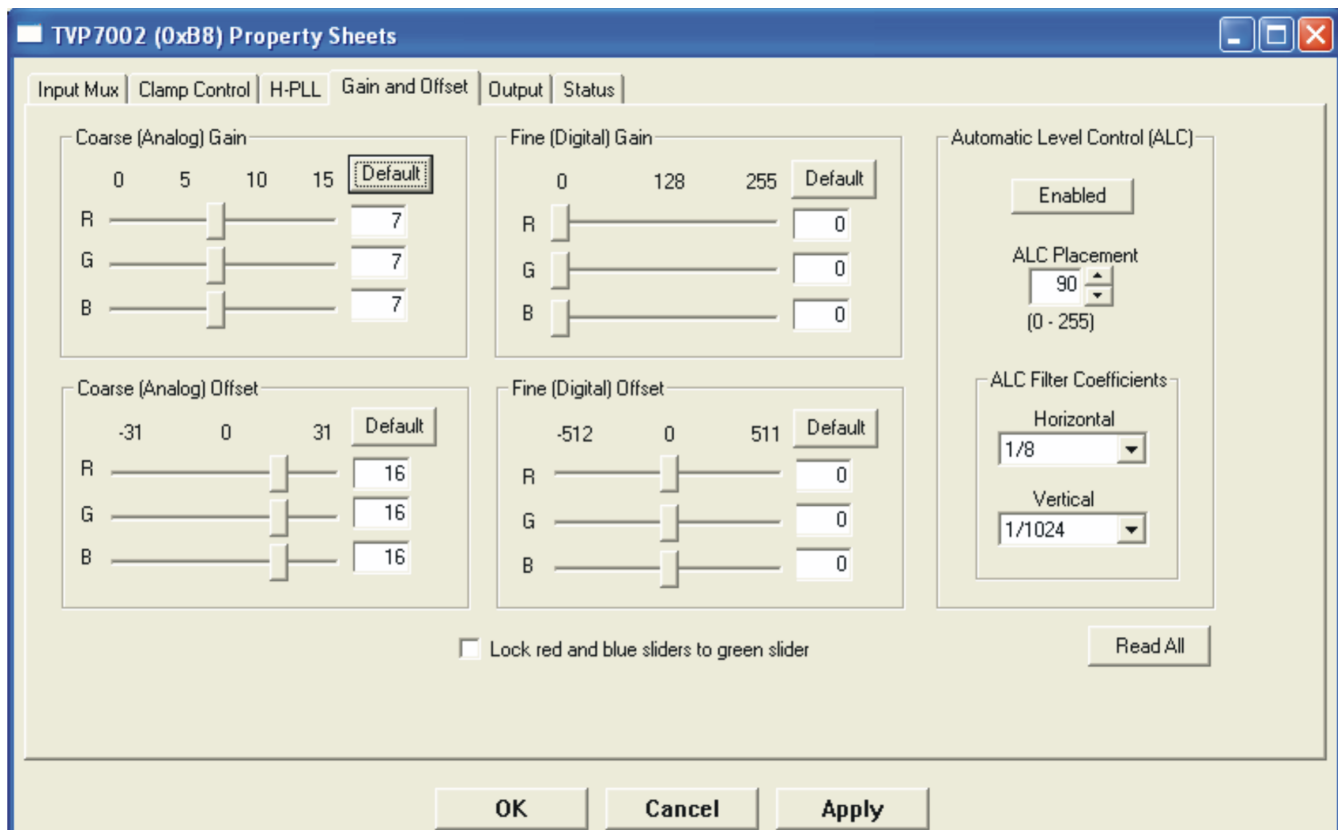 TVP7002 (0xB8) Property Sheets
Input Mux Clamp Control H-PLL Gain and Offset Output Status
Coarse (Analog) Gain
0 5 10 15 Default
R 7
G 7
B 7
Fine (Digital) Gain
0 128 255 Default
R 0
G 0
B 0
Automatic Level Control (ALC)
Enabled
ALC Placement
90
(0 - 255)
Coarse (Analog) Offset
-31 0 31 Default
R 16
G 16
B 16
Fine (Digital) Offset
-512 0 511 Default
R 0
G 0
B 0
ALC Filter Coefficients
Horizontal
1/8
Vertical
1/1024
Lock red and blue sliders to green slider
Read All
OK Cancel Apply